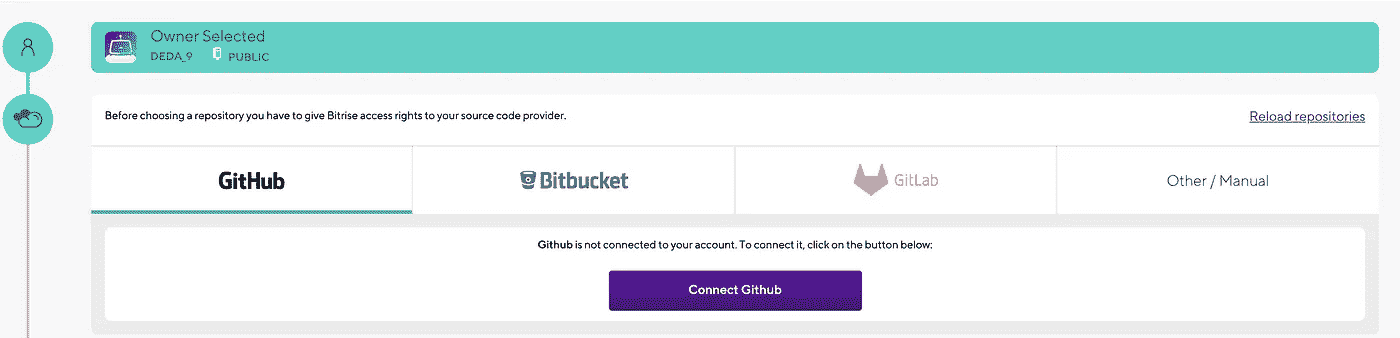 Owner Selected
DEDA_9 PUBLIC
Before choosing a repository you have to give Bitrise access rights to your source code provider.
Reload repositories
GitHub
Bitbucket
GitLab
Other / Manual
Github is not connected to your account. To connect it, click on the button below:
Connect Github